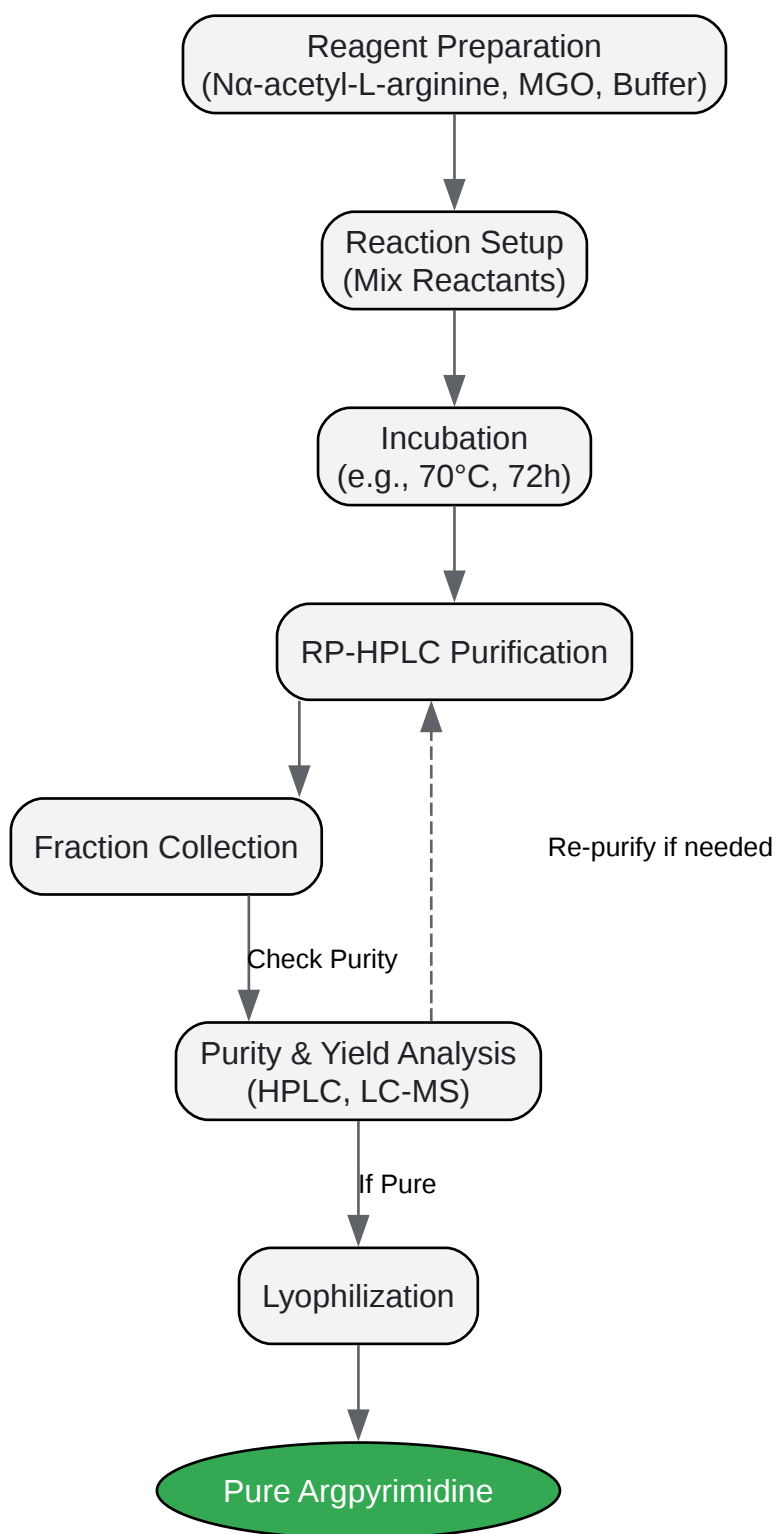 Reagent Preparation
(Nα-acetyl-L-arginine, MGO, Buffer)
Reaction Setup
(Mix Reactants)
Incubation
(e.g., 70°C, 72h)
RP-HPLC Purification
Fraction Collection
Re-purify if needed
Check Purity
Purity & Yield Analysis
(HPLC, LC-MS)
If Pure
Lyophilization
Pure Argpyrimidine